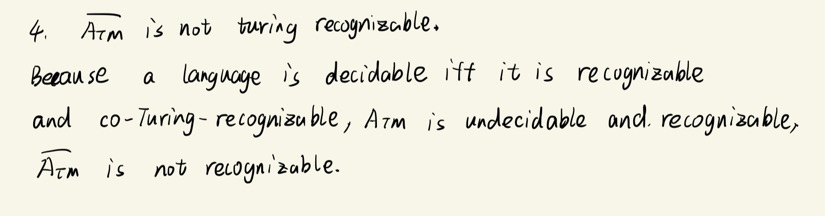 4. $\overline{A_{TM}}$ is not turing recognizable.
Because a language is decidable iff it is recognizable
and co-Turing-recognizable, $A_{TM}$ is undecidable and. recognizable,
$\overline{A_{TM}}$ is not recognizable.